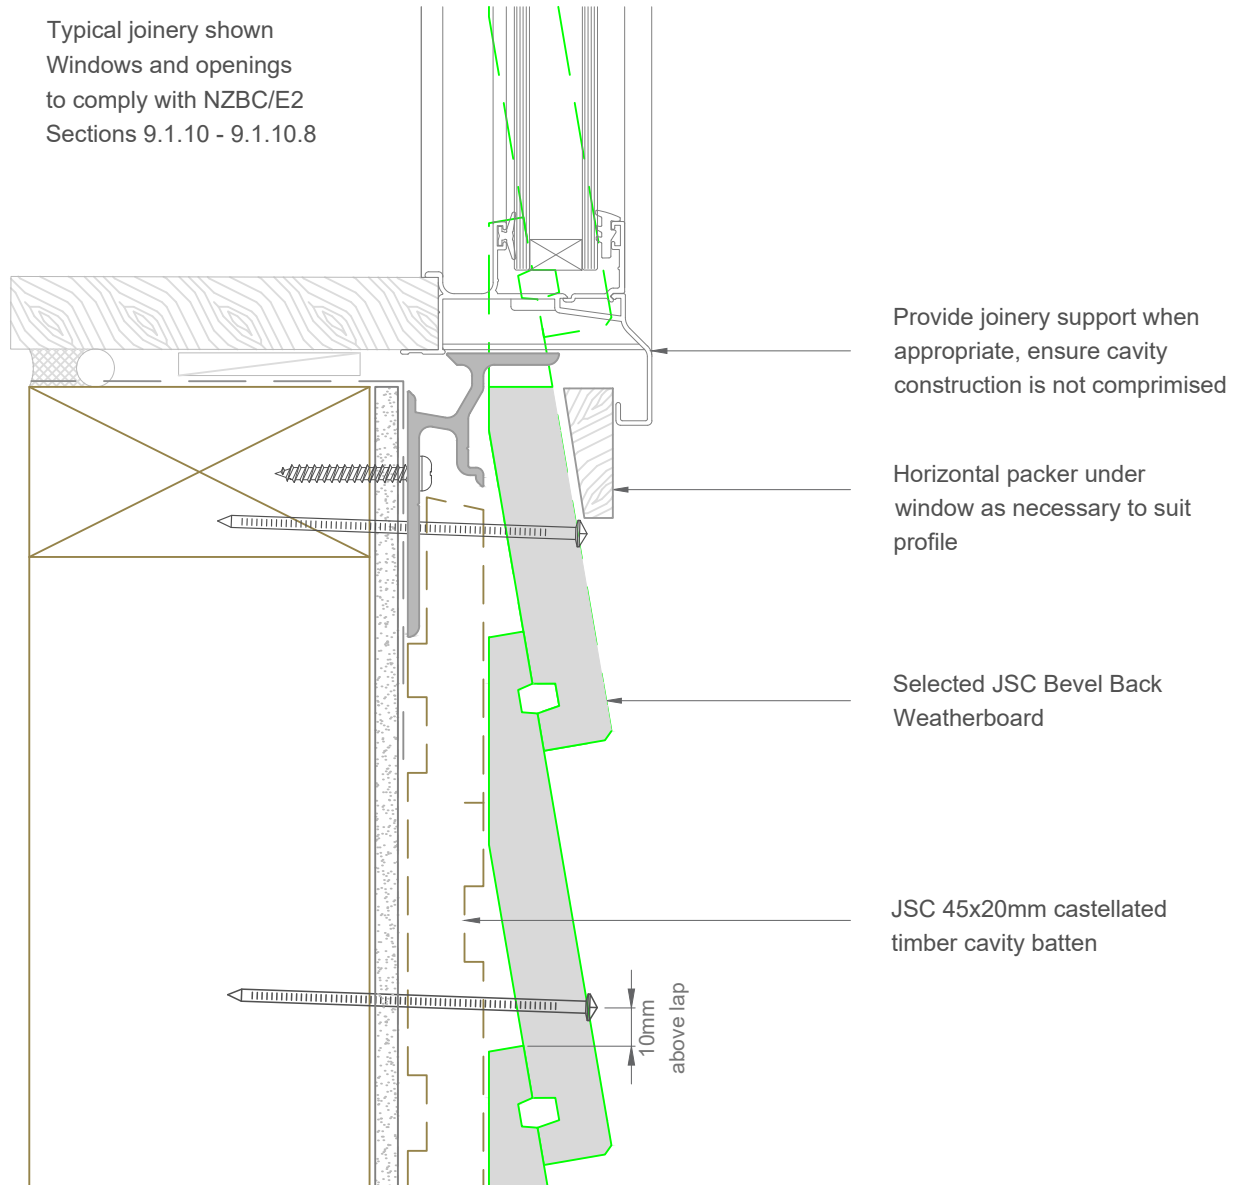 Typical joinery shown
Windows and openings
to comply with NZBC/E2
Sections 9.1.10 - 9.1.10.8
Provide joinery support when
appropriate, ensure cavity
construction is not comprimised
Horizontal packer under
window as necessary to suit
profile
Selected JSC Bevel Back
Weatherboard
JSC 45x20mm castellated
timber cavity batten
10mm
above lap